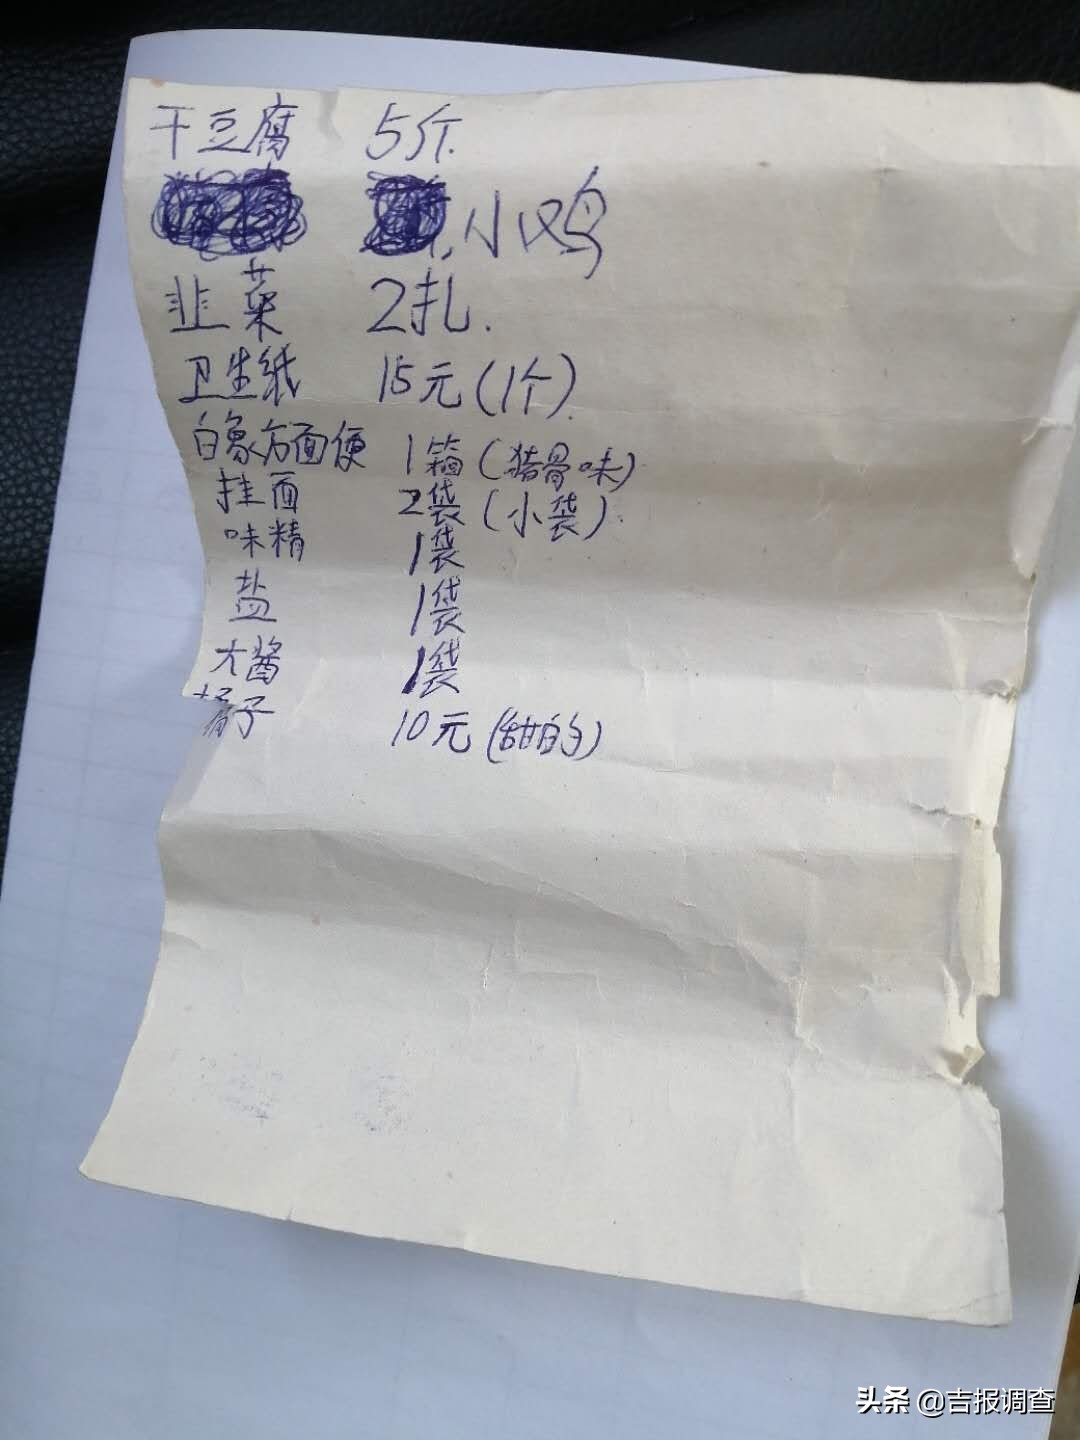 干豆腐 5斤.
小鸡
韭菜 2扎.
卫生纸 15元(1个).
白象方面便 1箱(猪骨味)
挂面 2袋(小袋).
味精 1袋
盐 1袋
大酱 1袋
橘子 10元(甜的)
头条 @吉报调查